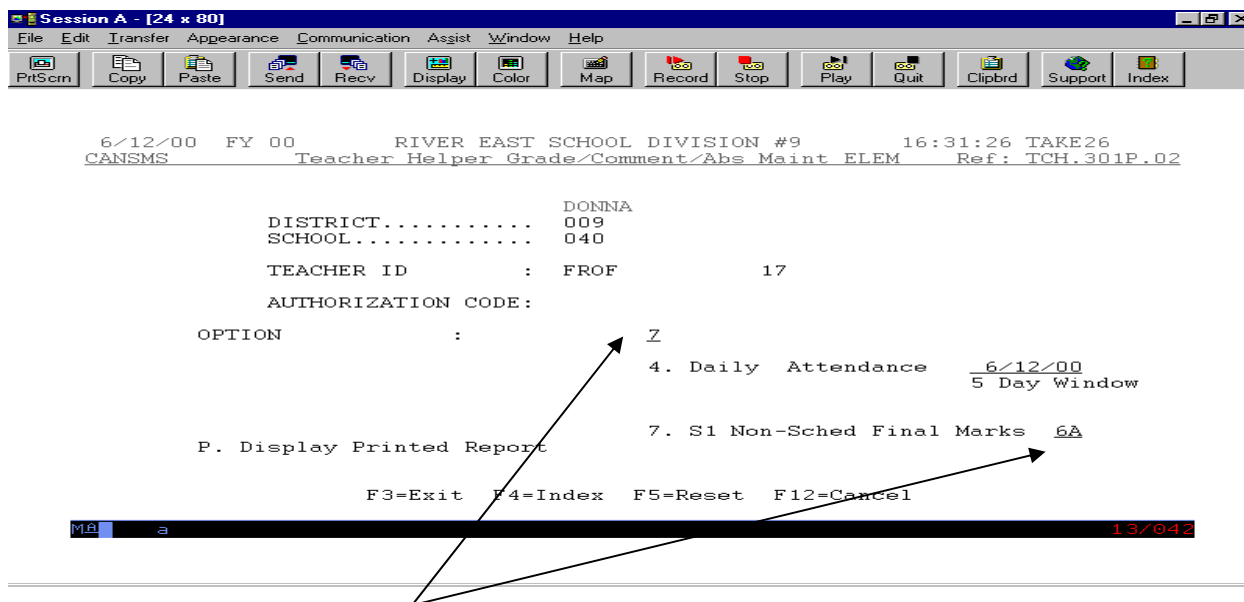 Session A - [24 x 80]
File Edit Transfer Appearance Communication Assist Window Help
PrtScrn Copy Paste Send Recv Display Color Map Record Stop Play Quit Clipbrd Support Index
6/12/00 FY 00 RIVER EAST SCHOOL DIVISION #9 16:31:26 TAKE26
CANSMS Teacher Helper Grade/Comment/Abs Maint ELEM Ref: TCH.301P.02
DONNA
DISTRICT........... 009
SCHOOL............. 040
TEACHER ID : FROF 17
AUTHORIZATION CODE:
OPTION : 7
4. Daily Attendance 6/12/00
5 Day Window
7. S1 Non-Sched Final Marks 6A
P. Display Printed Report
F3=Exit F4=Index F5=Reset F12=Cancel
MA a 13/042